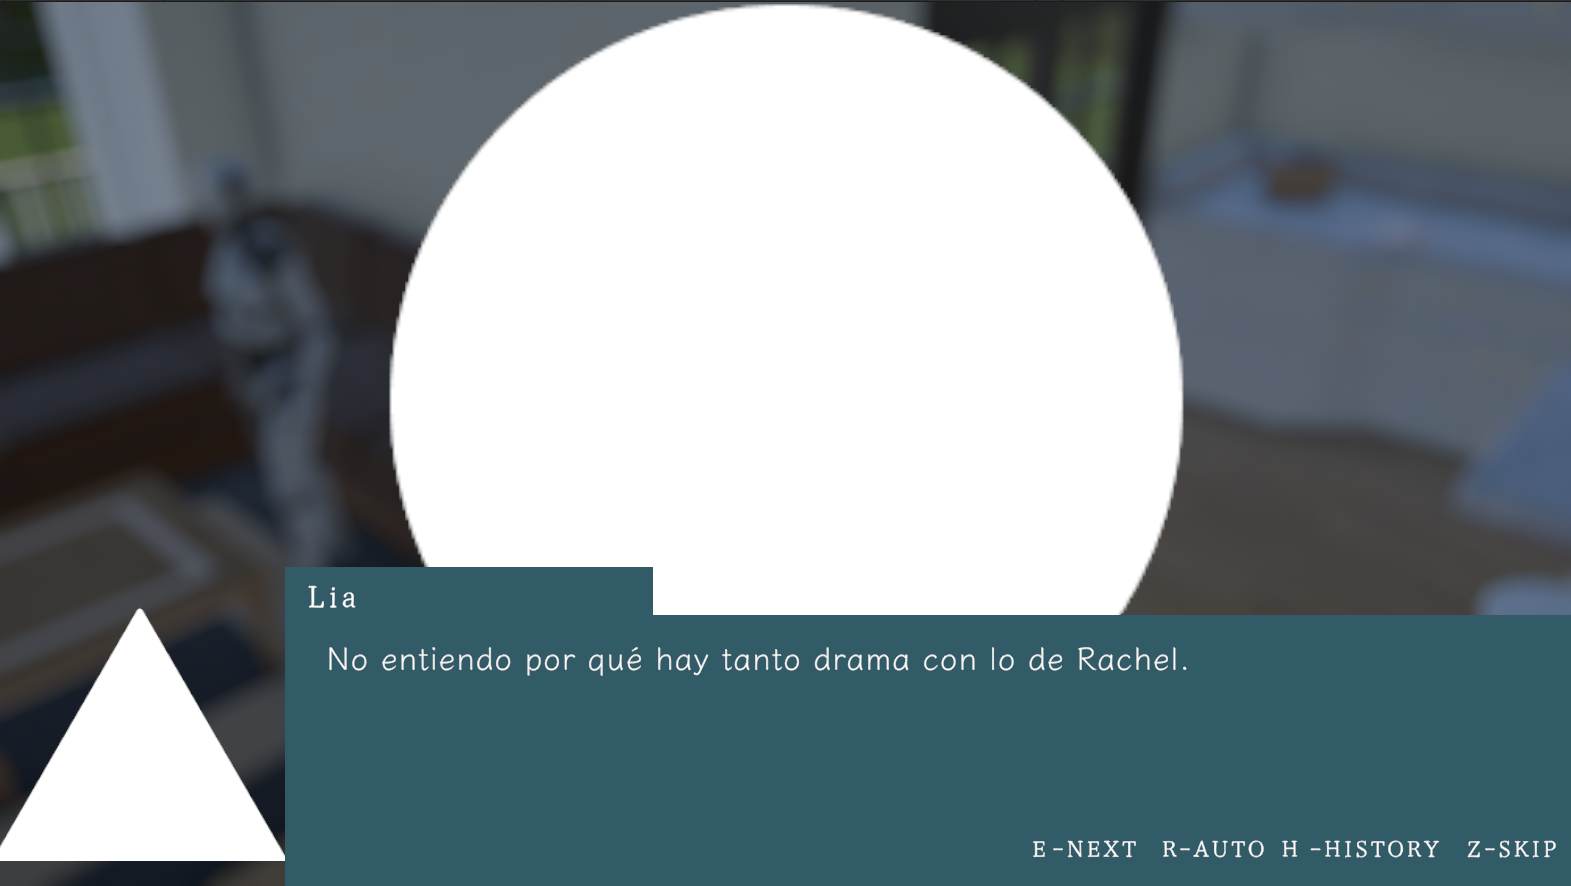 Lia
No entiendo por qué hay tanto drama con lo de Rachel.
E-NEXT R-AUTO H -HISTORY Z-SKIP